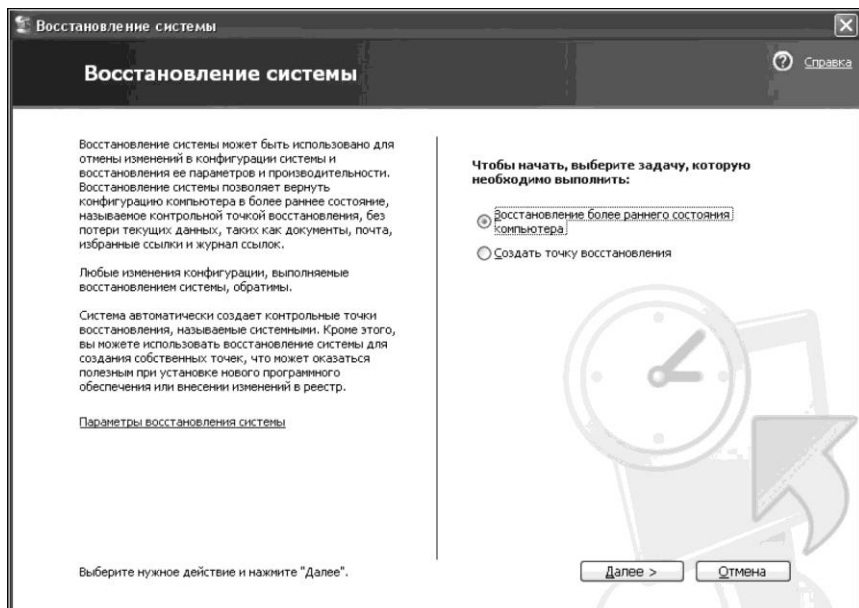 Восстановление системы
Восстановление системы
Справка
Восстановление системы может быть использовано для
отмены изменений в конфигурации системы и
восстановления ее параметров и производительности.
Восстановление системы позволяет вернуть
конфигурацию компьютера в более раннее состояние,
называемое контрольной точкой восстановления, без
потери текущих данных, таких как документы, почта,
избранные ссылки и журнал ссылок.
Любые изменения конфигурации, выполняемые
восстановлением системы, обратимы.
Система автоматически создает контрольные точки
восстановления, называемые системными. Кроме этого,
вы можете использовать восстановление системы для
создания собственных точек, что может оказаться
полезным при установке нового программного
обеспечения или внесении изменений в реестр.
Параметры восстановления системы
Чтобы начать, выберите задачу, которую
необходимо выполнить:
Восстановление более раннего состояния
компьютера
Создать точку восстановления
Выберите нужное действие и нажмите "Далее".
Далее >
Отмена